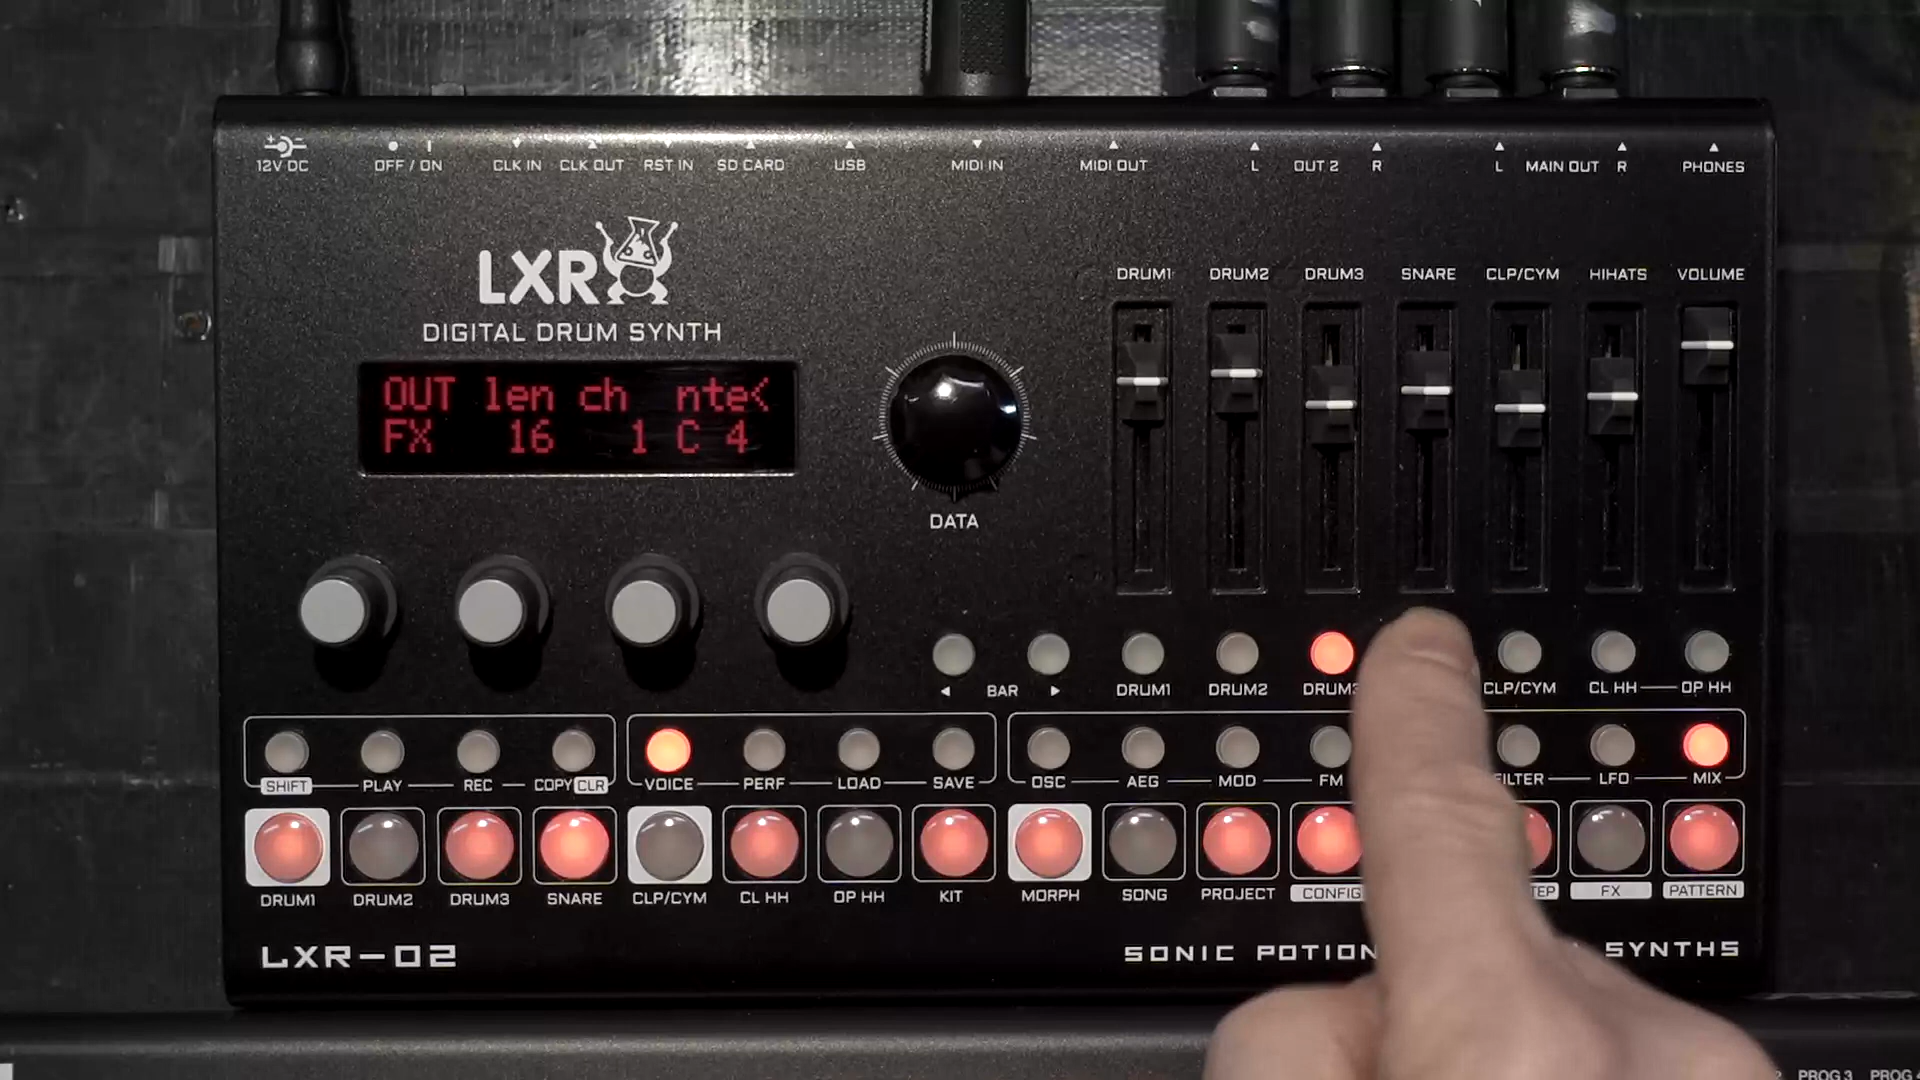 12V DC OFF / ON CLK IN CLK OUT RST IN SD CARD USB MIDI IN MIDI OUT L OUT 2 R L MAIN OUT R PHONES
LXR
DIGITAL DRUM SYNTH
DRUM1 DRUM2 DRUM3 SNARE CLP/CYM HIHATS VOLUME
OUT len ch nte<
FX 16 1 C 4
DATA
BAR DRUM1 DRUM2 DRUM3 CLP/CYM CL HH OP HH
SHIFT PLAY REC COPY CLR VOICE PERF LOAD SAVE OSC AEG MOD FM FILTER LFO MIX
DRUM1 DRUM2 DRUM3 SNARE CLP/CYM CL HH OP HH KIT MORPH SONG PROJECT CONFIG FX PATTERN
LXR-02
SONIC POTION SYNTHS
PROG 3 PROG